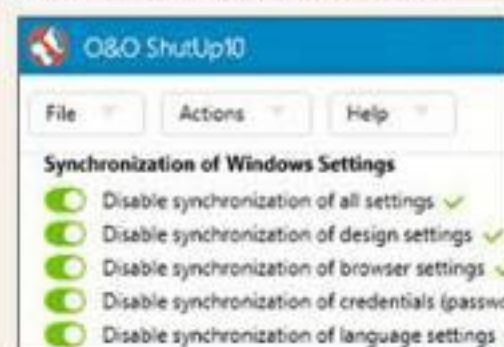 O&O ShutUp10
File Actions Help
Synchronization of Windows Settings
Disable synchronization of all settings
Disable synchronization of design settings
Disable synchronization of browser settings
Disable synchronization of credentials (passw
Disable synchronization of language settings